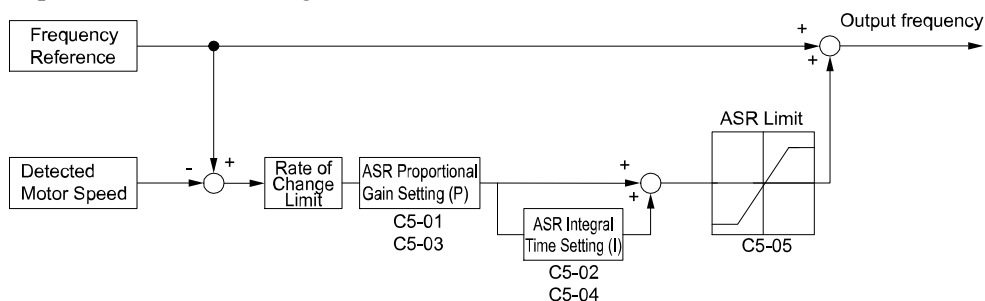 Frequency
Reference
+
+
Output frequency
ASR Limit
Detected
Motor Speed
-
+
Rate of
Change
Limit
ASR Proportional
Gain Setting (P)
C5-01
C5-03
+
+
ASR Integral
Time Setting (I)
C5-02
C5-04
C5-05